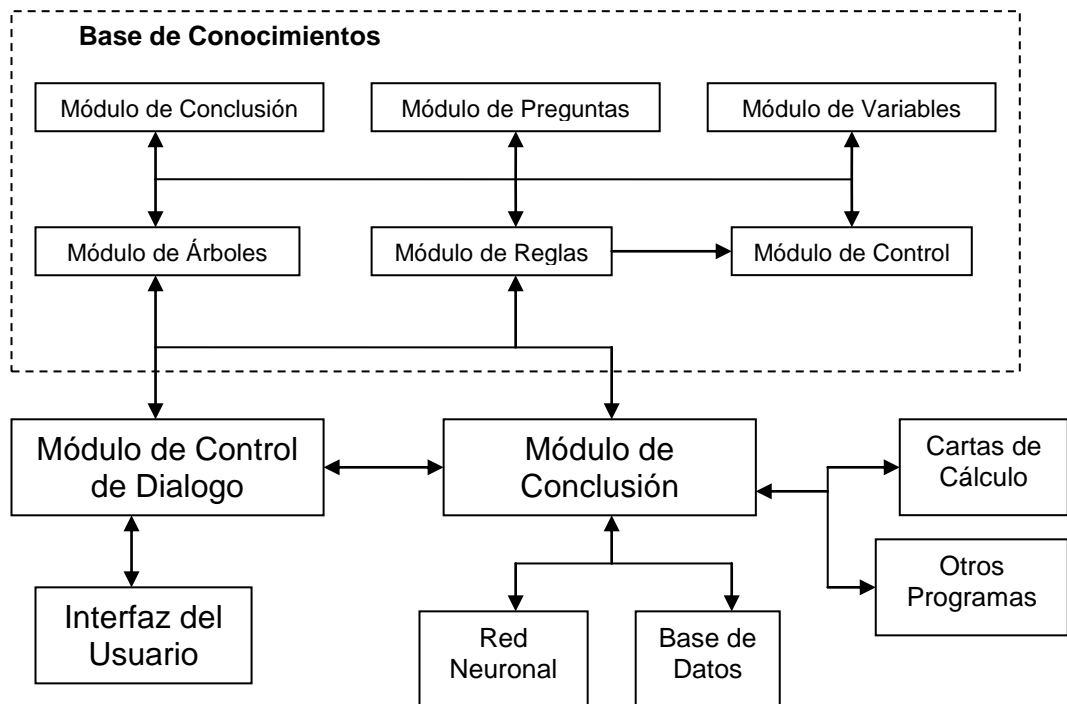 Base de Conocimientos
Módulo de Conclusión
Módulo de Preguntas
Módulo de Variables
Módulo de Árboles
Módulo de Reglas
Módulo de Control
Módulo de Control
de Dialogo
Módulo de
Conclusión
Cartas de
Cálculo
Otros
Programas
Interfaz del
Usuario
Red
Neuronal
Base de
Datos